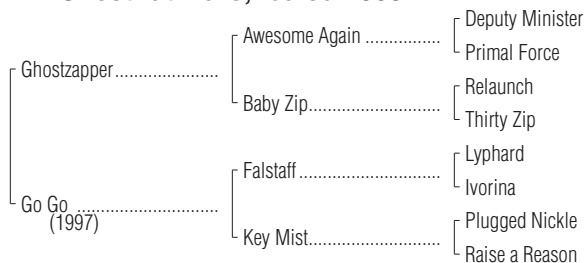 Deputy Minister
Awesome Again ....................
Primal Force
Ghostzapper.......................
Relaunch
Baby Zip..............................
Thirty Zip
Lyphard
Falstaff................................
Ivorina
Go Go ................................
(1997)
Plugged Nickle
Key Mist..............................
Raise a Reason